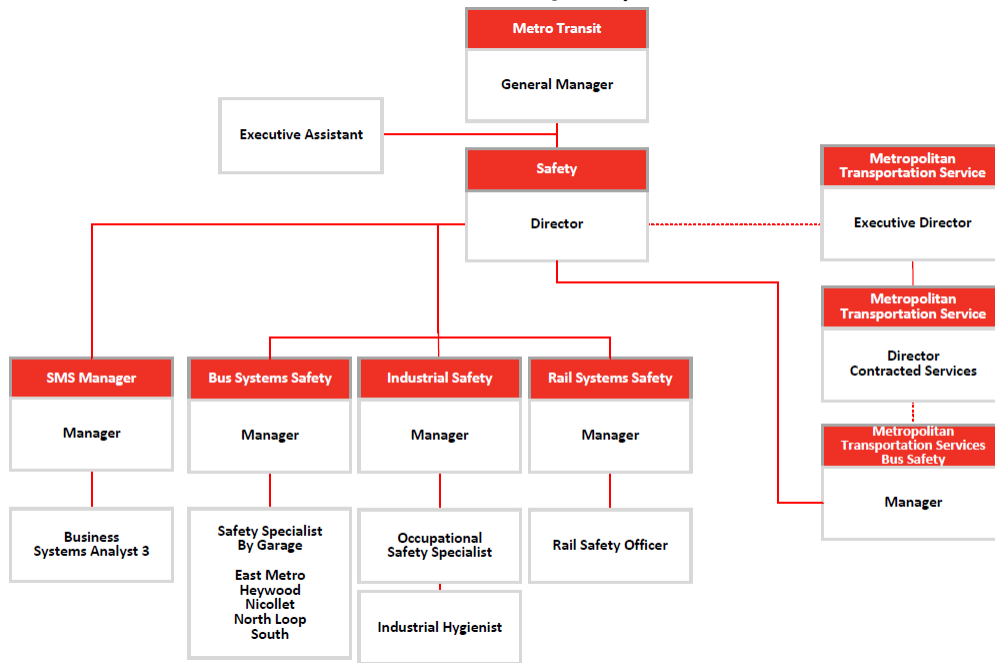 Metro Transit
General Manager
Executive Assistant
Safety
Director
Metropolitan
Transportation Service
Executive Director
Metropolitan
Transportation Service
Director
Contracted Services
SMS Manager
Manager
Bus Systems Safety
Manager
Industrial Safety
Manager
Rail Systems Safety
Manager
Metropolitan
Transportation Services
Bus Safety
Manager
Business
Systems Analyst 3
Safety Specialist
By Garage
East Metro
Heywood
Nicollet
North Loop
South
Occupational
Safety Specialist
Industrial Hygienist
Rail Safety Officer